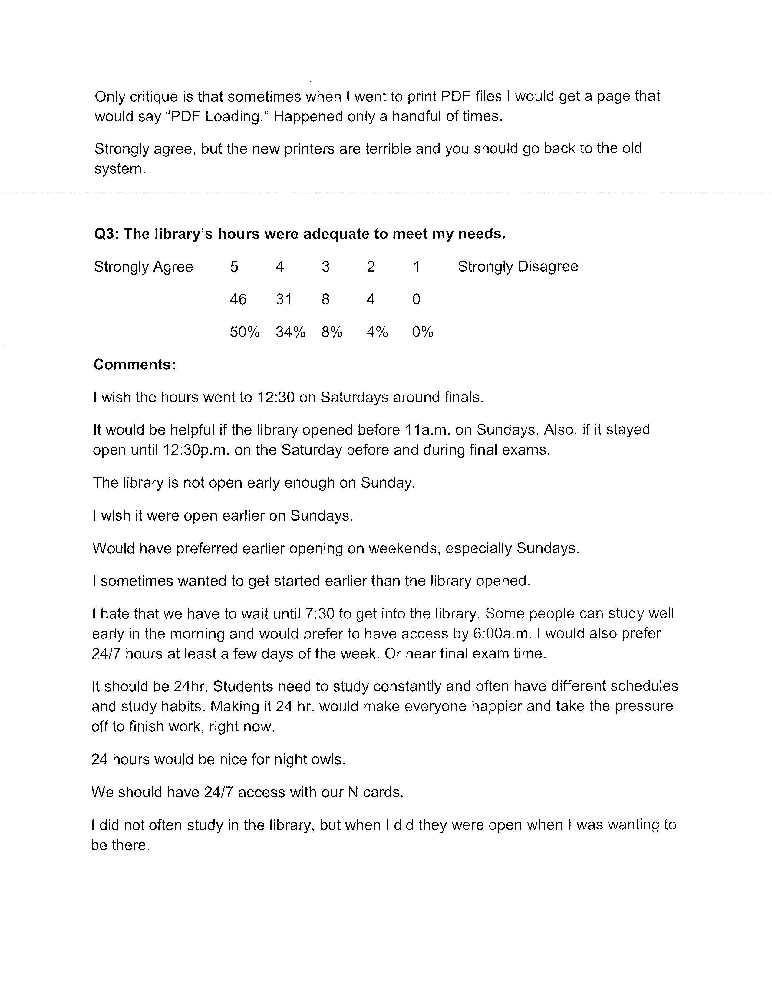 Only critique is that sometimes when I went to print PDF files I would get a page that
would say “PDF Loading.” Happened only a handful of times.
Strongly agree, but the new printers are terrible and you should go back to the old
system.
Q3: The library’s hours were adequate to meet my needs.
Strongly Agree 5 4 3 2 1 Strongly Disagree
46 31 8 4 0
50% 34% 8% 4% 0%
Comments:
I wish the hours went to 12:30 on Saturdays around finals.
It would be helpful if the library opened before 11a.m. on Sundays. Also, if it stayed
open until 12:30p.m. on the Saturday before and during final exams.
The library is not open early enough on Sunday.
I wish it were open earlier on Sundays.
Would have preferred earlier opening on weekends, especially Sundays.
I sometimes wanted to get started earlier than the library opened.
I hate that we have to wait until 7:30 to get into the library. Some people can study well
early in the morning and would prefer to have access by 6:00a.m. I would also prefer
24/7 hours at least a few days of the week. Or near final exam time.
It should be 24hr. Students need to study constantly and often have different schedules
and study habits. Making it 24 hr. would make everyone happier and take the pressure
off to finish work, right now.
24 hours would be nice for night owls.
We should have 24/7 access with our N cards.
I did not often study in the library, but when I did they were open when I was wanting to
be there.